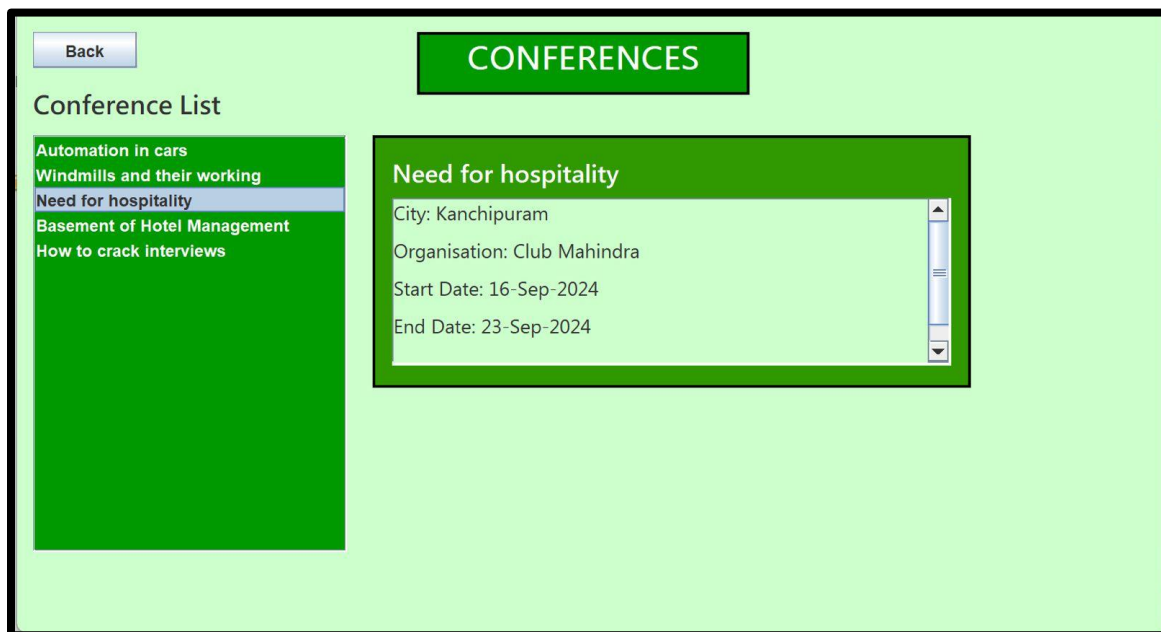 Back
CONFERENCES
Conference List
Automation in cars
Windmills and their working
Need for hospitality
Basement of Hotel Management
How to crack interviews
Need for hospitality
City: Kanchipuram
Organisation: Club Mahindra
Start Date: 16-Sep-2024
End Date: 23-Sep-2024